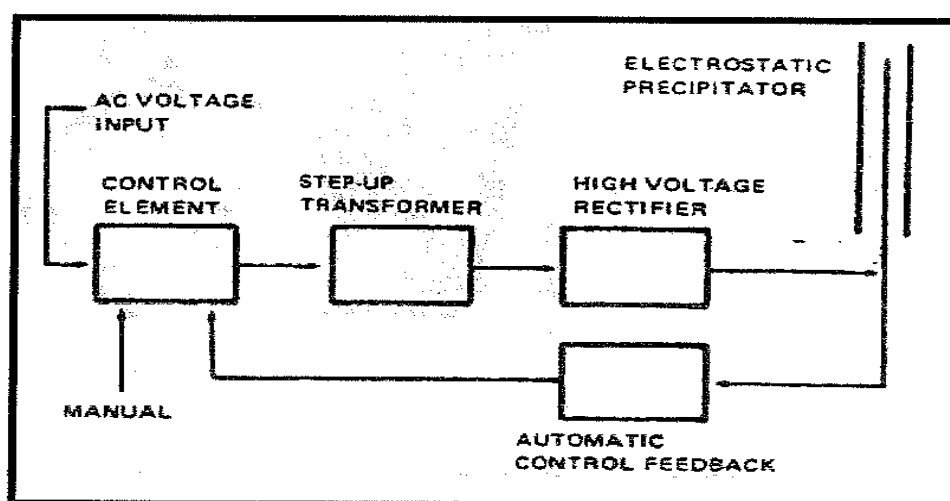 ELECTROSTATIC
PRECIPITATOR
AC VOLTAGE
INPUT
CONTROL
ELEMENT
STEP-UP
TRANSFORMER
HIGH VOLTAGE
RECTIFIER
MANUAL
AUTOMATIC
CONTROL FEEDBACK